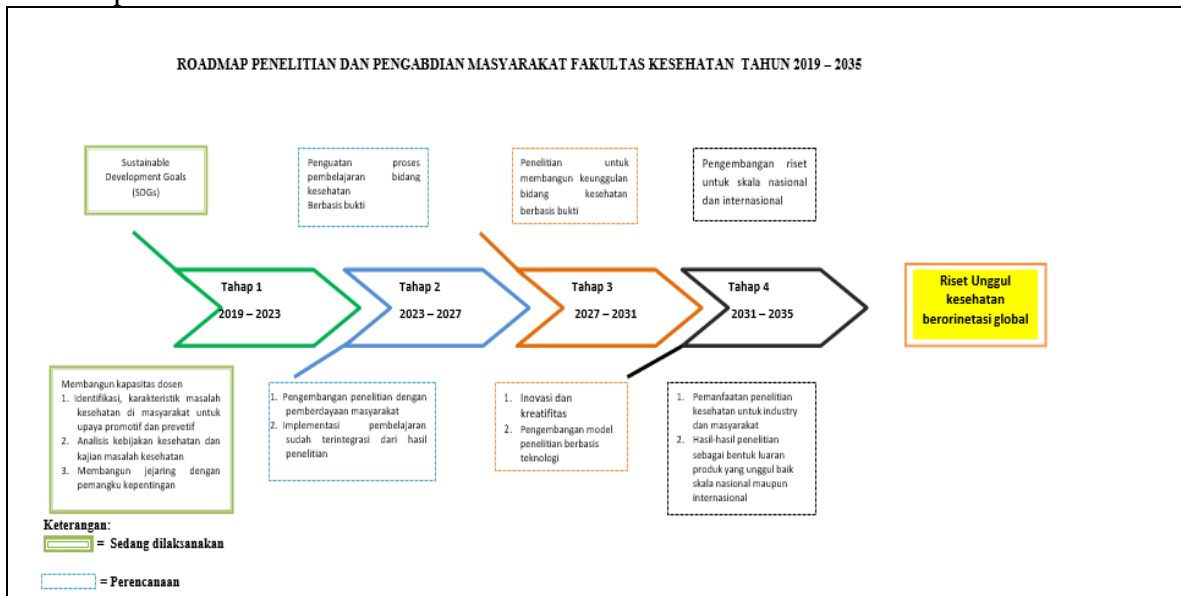 ROADMAP PENELITIAN DAN PENGABDIAN MASYARAKAT FAKULTAS KESEHATAN TAHUN 2019 – 2035
Sustainable
Development Goals
(SDGs)
Penguatan proses
pembelajaran bidang
kesehatan
Berbasis bukti
Penelitian untuk
membangun keunggulan
bidang kesehatan
berbasis bukti
Pengembangan riset
untuk skala nasional
dan internasional
Tahap 1
2019 – 2023
Tahap 2
2023 – 2027
Tahap 3
2027 – 2031
Tahap 4
2031 – 2035
Riset Unggul
kesehatan
berorinetasi global
Membangun kapasitas dosen
1. Identifikasi, karakteristik masalah
kesehatan di masyarakat untuk
upaya promotif dan prevetif
2. Analisis kebijakan kesehatan dan
kajian masalah kesehatan
3. Membangun jejaring dengan
pemangku kepentingan
1. Pengembangan penelitian dengan
pemberdayaan masyarakat
2. Implementasi pembelajaran
sudah terintegrasi dari hasil
penelitian
1. Inovasi dan
kreatifitas
2. Pengembangan model
penelitian berbasis
teknologi
1. Pemanfaatan penelitian
kesehatan untuk industry
dan masyarakat
2. Hasil-hasil penelitian
sebagai bentuk luaran
produk yang unggul baik
skala nasional maupun
internasional
Keterangan:
= Sedang dilaksanakan
= Perencanaan